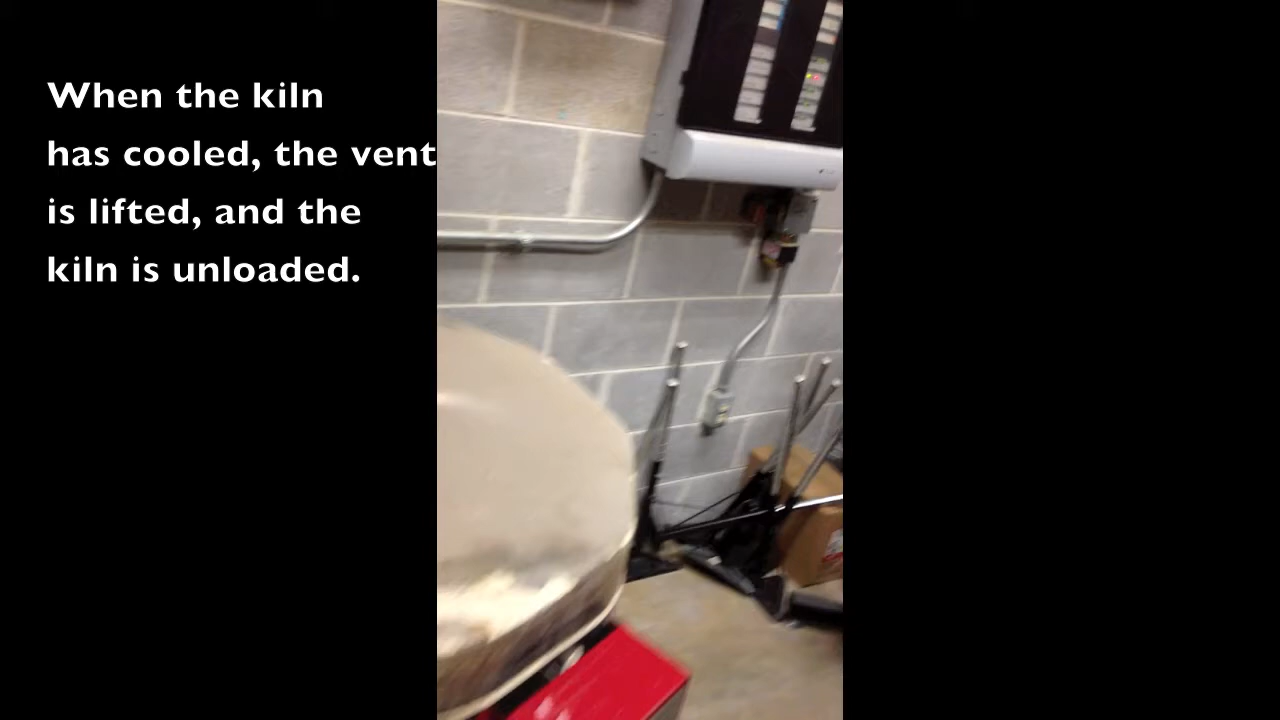 When the kiln
has cooled, the vent
is lifted, and the
kiln is unloaded.